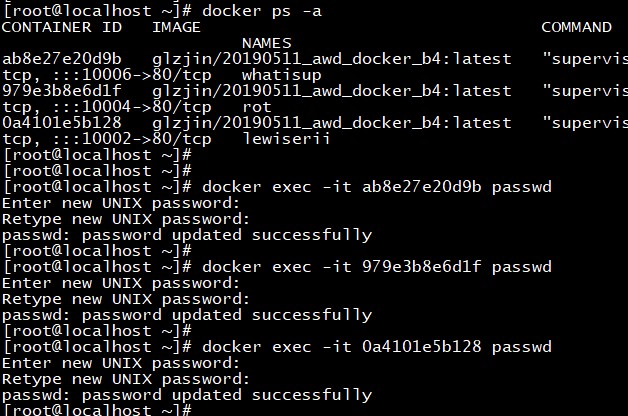 [root@localhost ~]# docker ps -a
CONTAINER ID   IMAGE                                     COMMAND
                         NAMES
ab8e27e20d9b   glzjin/20190511_awd_docker_b4:latest   "supervis
tcp, :::10006->80/tcp   whatisup
979e3b8e6d1f   glzjin/20190511_awd_docker_b4:latest   "supervis
tcp, :::10004->80/tcp   rot
0a4101e5b128   glzjin/20190511_awd_docker_b4:latest   "supervis
tcp, :::10002->80/tcp   lewiserii
[root@localhost ~]#
[root@localhost ~]#
[root@localhost ~]# docker exec -it ab8e27e20d9b passwd
Enter new UNIX password:
Retype new UNIX password:
passwd: password updated successfully
[root@localhost ~]#
[root@localhost ~]# docker exec -it 979e3b8e6d1f passwd
Enter new UNIX password:
Retype new UNIX password:
passwd: password updated successfully
[root@localhost ~]#
[root@localhost ~]# docker exec -it 0a4101e5b128 passwd
Enter new UNIX password:
Retype new UNIX password:
passwd: password updated successfully
[root@localhost ~]#